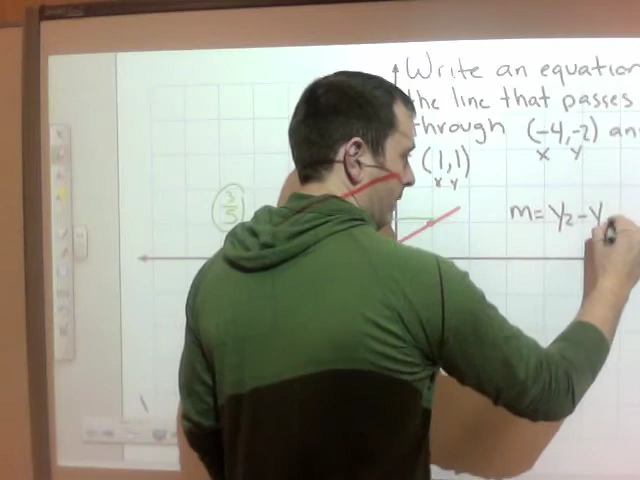 Write an equation
the line that passes
through (-4,-2) an
x y
(1,1)
x y
3/5
m= y₂-y